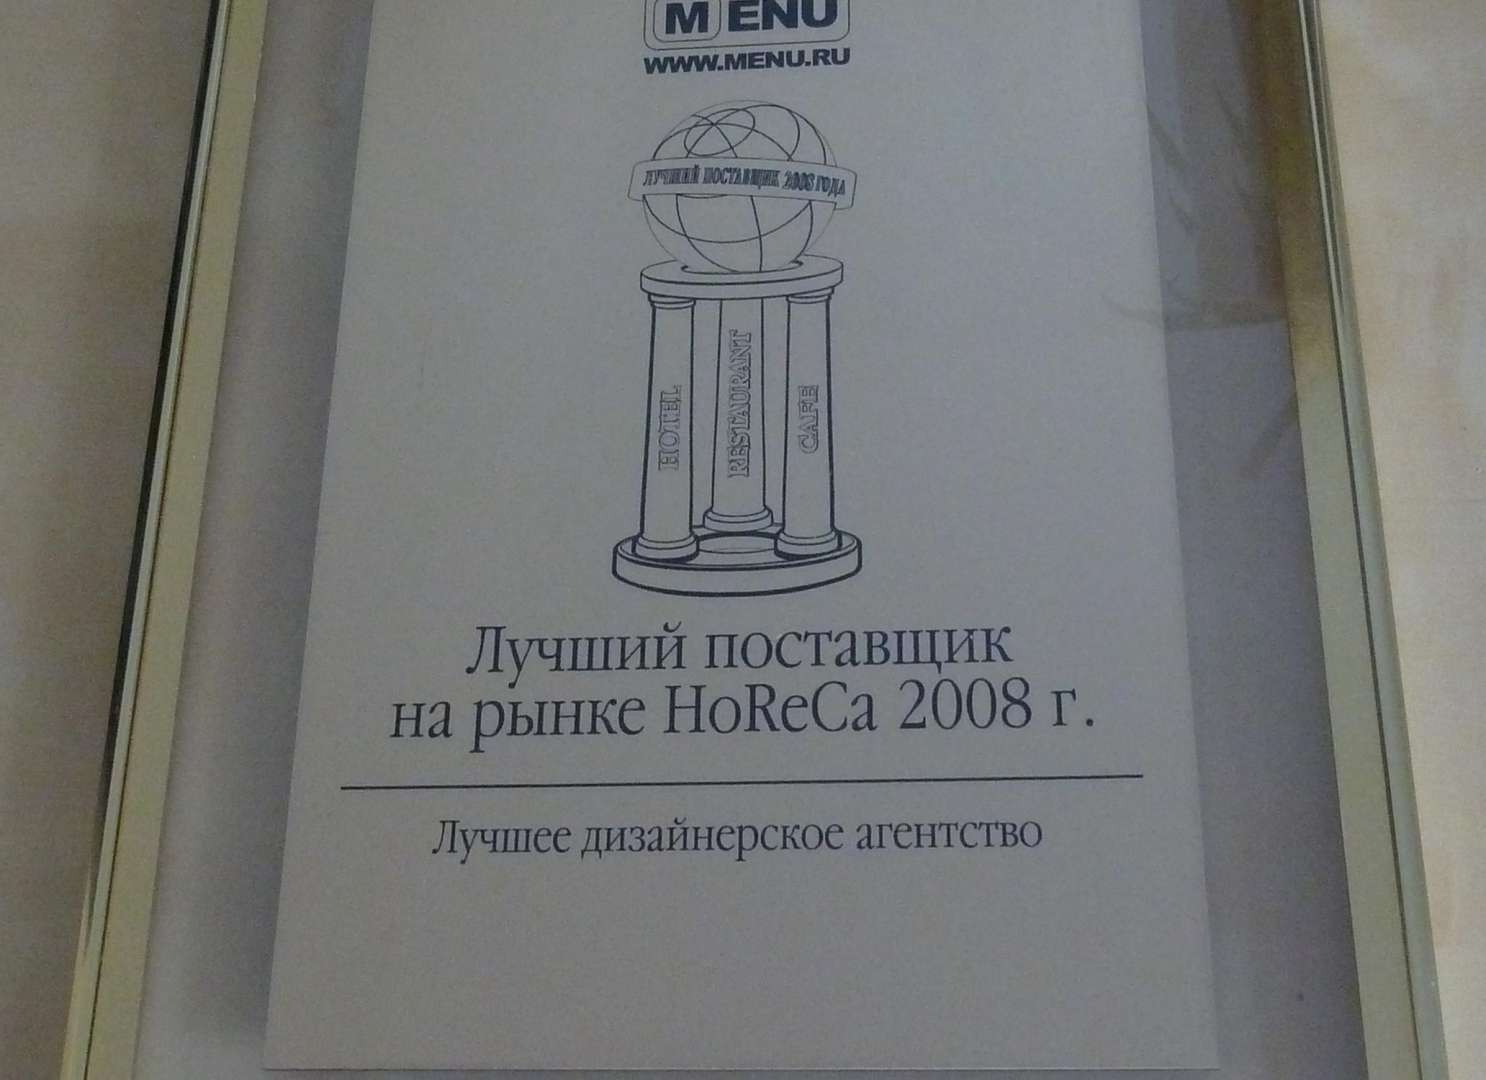 MENU
WWW.MENU.RU
ЛУЧШИЙ ПОСТАВЩИК 2008 ГОДА
HOTEL
RESTAURANT
CAFE
Лучший поставщик
на рынке HoReCa 2008 г.
Лучшее дизайнерское агентство